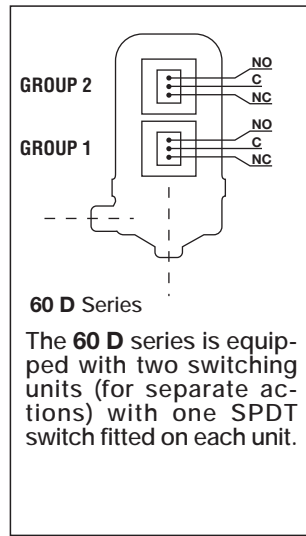 NO
GROUP 2 C
NC
NO
GROUP 1 C
NC
60 D Series
The 60 D series is equip-
ped with two switching
units (for separate ac-
tions) with one SPDT
switch fitted on each unit.